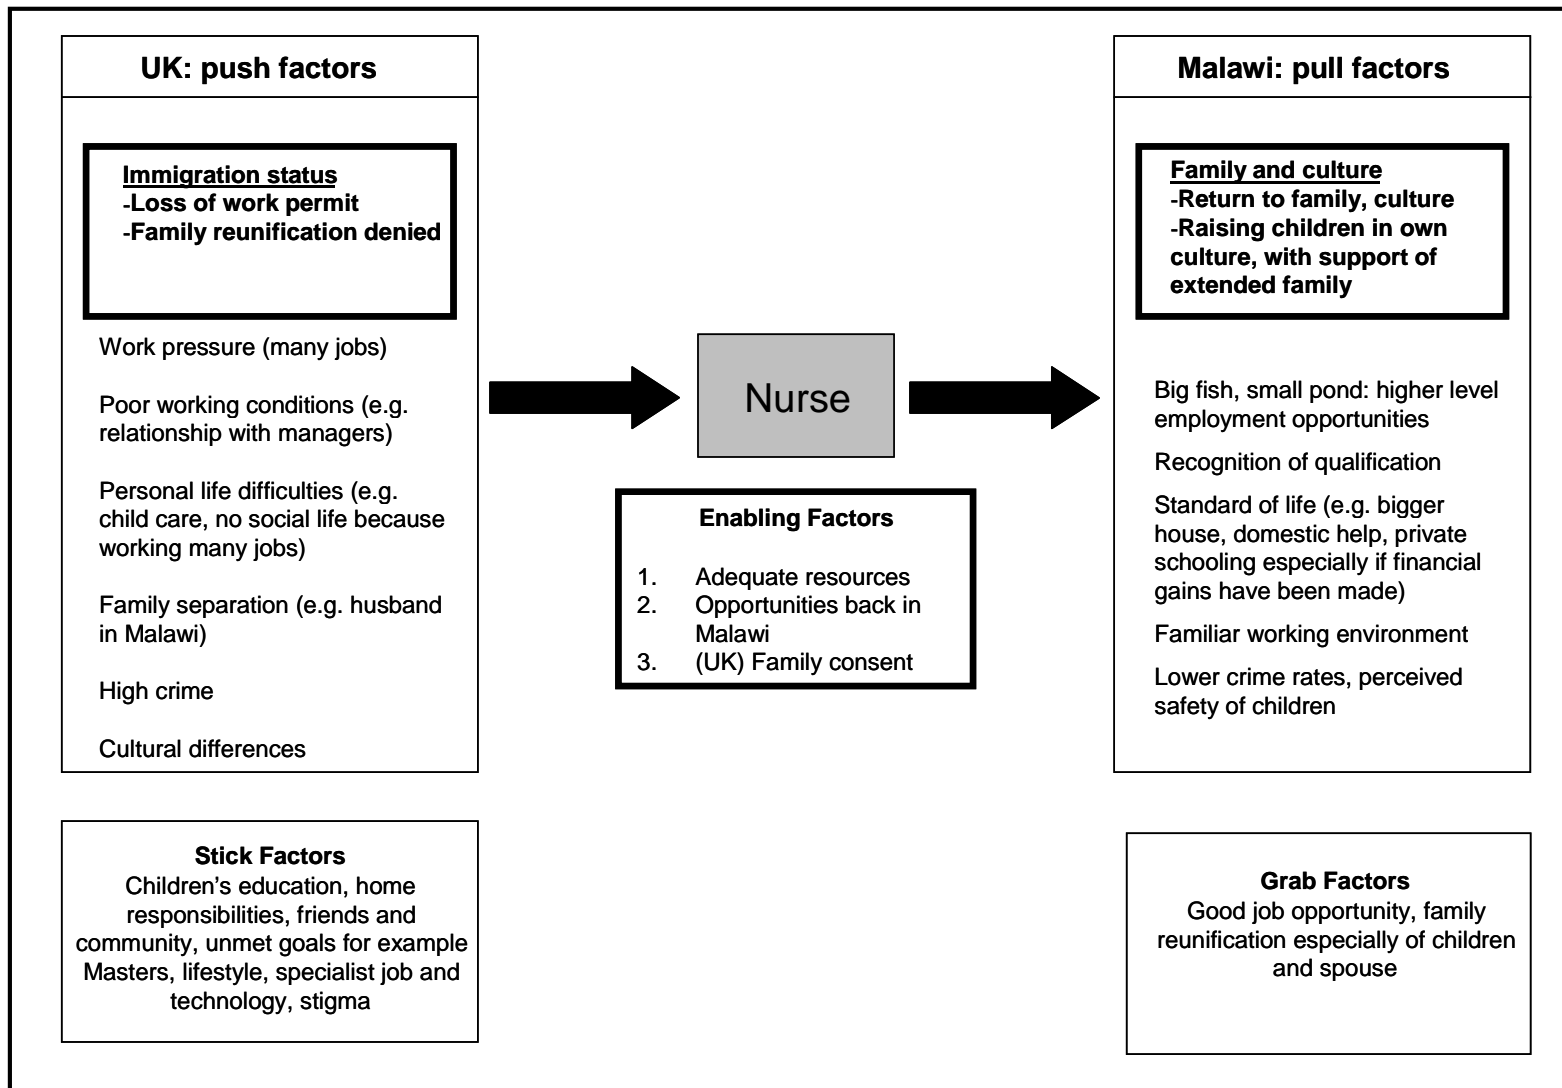 UK: push factors
Immigration status
-Loss of work permit
-Family reunification denied
Work pressure (many jobs)
Poor working conditions (e.g.
relationship with managers)
Personal life difficulties (e.g.
child care, no social life because
working many jobs)
Family separation (e.g. husband
in Malawi)
High crime
Cultural differences
Stick Factors
Children’s education, home
responsibilities, friends and
community, unmet goals for example
Masters, lifestyle, specialist job and
technology, stigma
Nurse
Enabling Factors
1. Adequate resources
2. Opportunities back in
Malawi
3. (UK) Family consent
Malawi: pull factors
Family and culture
-Return to family, culture
-Raising children in own
culture, with support of
extended family
Big fish, small pond: higher level
employment opportunities
Recognition of qualification
Standard of life (e.g. bigger
house, domestic help, private
schooling especially if financial
gains have been made)
Familiar working environment
Lower crime rates, perceived
safety of children
Grab Factors
Good job opportunity, family
reunification especially of children
and spouse